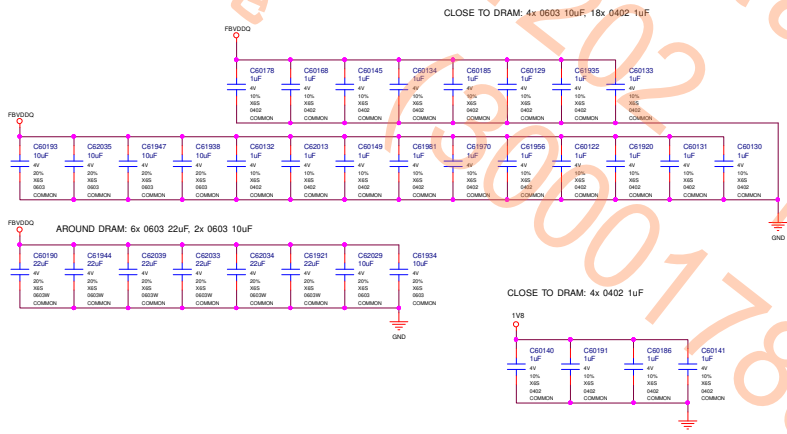 CLOSE TO DRAM: 4x 0603 10uF, 18x 0402 1uF
FBVDDQ
C60178 C60168 C60145 C60134 C60185 C60129 C61935 C60133
1uF 1uF 1uF 1uF 1uF 1uF 1uF 1uF
4V 4V 4V 4V 4V 4V 4V 4V
10% 10% 10% 10% 10% 10% 10% 10%
X6S X6S X6S X6S X6S X6S X6S X6S
0402 0402 0402 0402 0402 0402 0402 0402
COMMON COMMON COMMON COMMON COMMON COMMON COMMON COMMON
FBVDDQ
C60193 C62035 C61947 C61938 C60132 C62013 C60149 C61981 C61970 C61956 C60122 C61920 C60131 C60130
10uF 10uF 10uF 10uF 1uF 1uF 1uF 1uF 1uF 1uF 1uF 1uF 1uF 1uF
4V 4V 4V 4V 4V 4V 4V 4V 4V 4V 4V 4V 4V 4V
20% 20% 20% 20% 10% 10% 10% 10% 10% 10% 10% 10% 10% 10%
X6S X6S X6S X6S X6S X6S X6S X6S X6S X6S X6S X6S X6S X6S
0603 0603 0603 0603 0402 0402 0402 0402 0402 0402 0402 0402 0402 0402
COMMON COMMON COMMON COMMON COMMON COMMON COMMON COMMON COMMON COMMON COMMON COMMON COMMON COMMON
GND
FBVDDQ
AROUND DRAM: 6x 0603 22uF, 2x 0603 10uF
C60190 C61944 C62039 C62033 C62034 C61921 C62029 C61934
22uF 22uF 22uF 22uF 22uF 22uF 10uF 10uF
4V 4V 4V 4V 4V 4V 4V 4V
20% 20% 20% 20% 20% 20% 20% 20%
X6S X6S X6S X6S X6S X6S X6S X6S
0603W 0603W 0603W 0603W 0603W 0603W 0603 0603
COMMON COMMON COMMON COMMON COMMON COMMON COMMON COMMON
GND
CLOSE TO DRAM: 4x 0402 1uF
1V8
C60140 C60191 C60186 C60141
1uF 1uF 1uF 1uF
4V 4V 4V 4V
10% 10% 10% 10%
X6S X6S X6S X6S
0402 0402 0402 0402
COMMON COMMON COMMON COMMON
202
(3000178